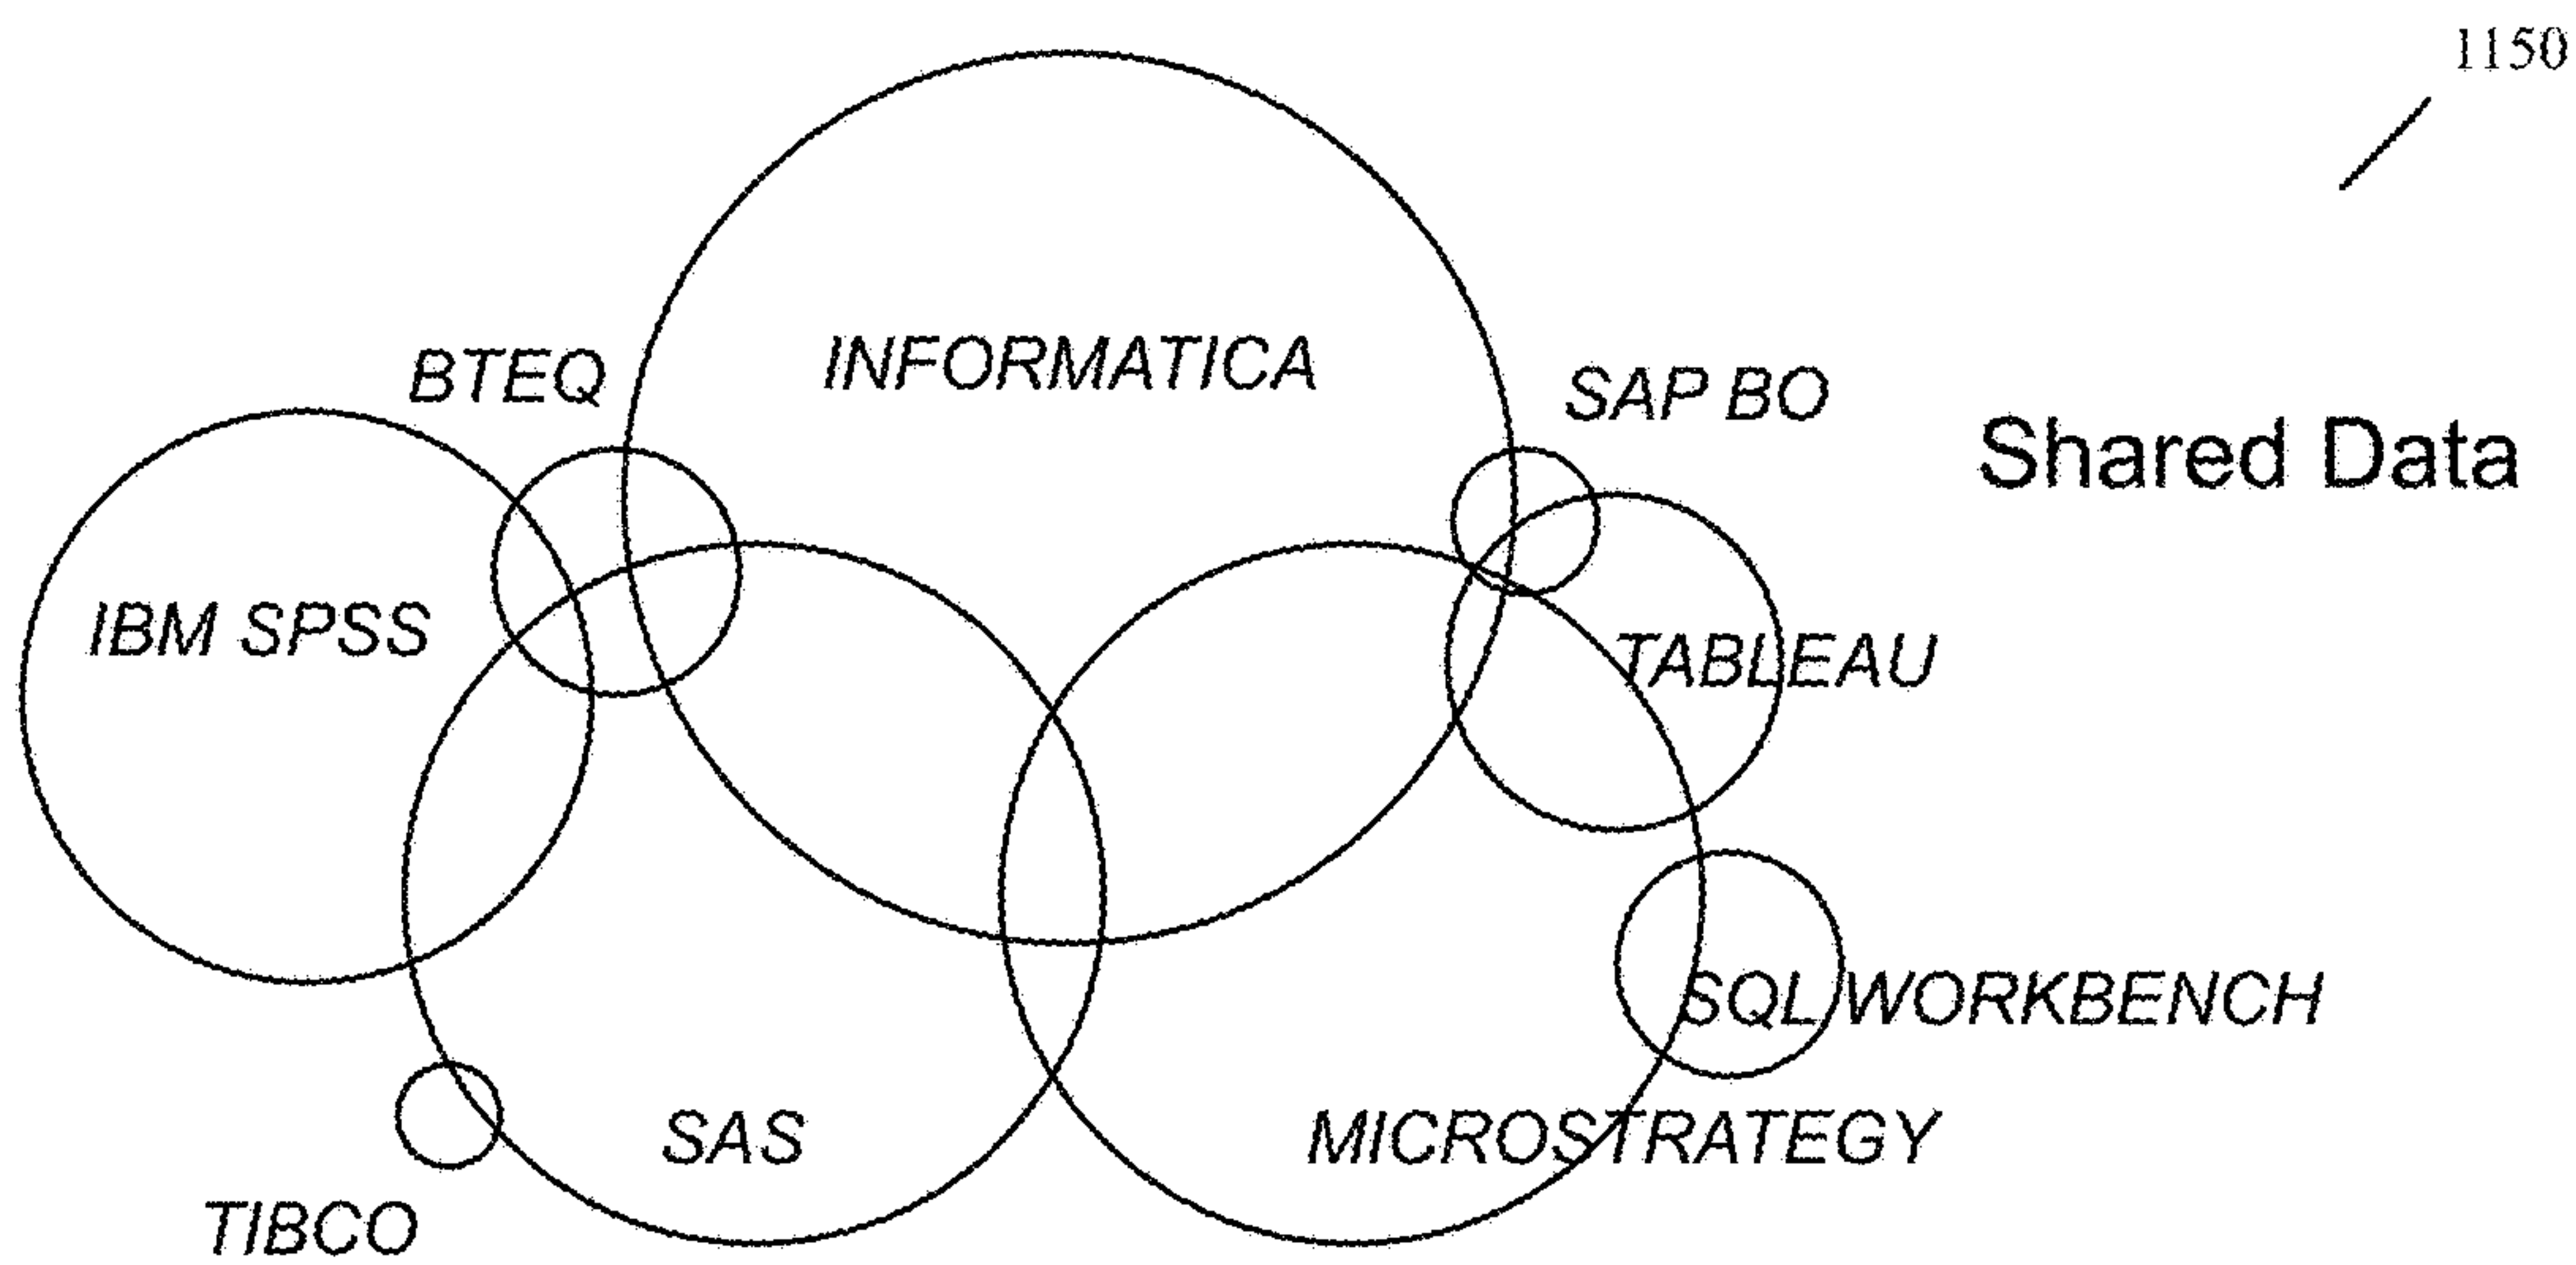 1150
INFORMATICA
BTEQ
SAP BO
Shared Data
IBM SPSS
TABLEAU
SQL WORKBENCH
SAS
MICROSTRATEGY
TIBCO